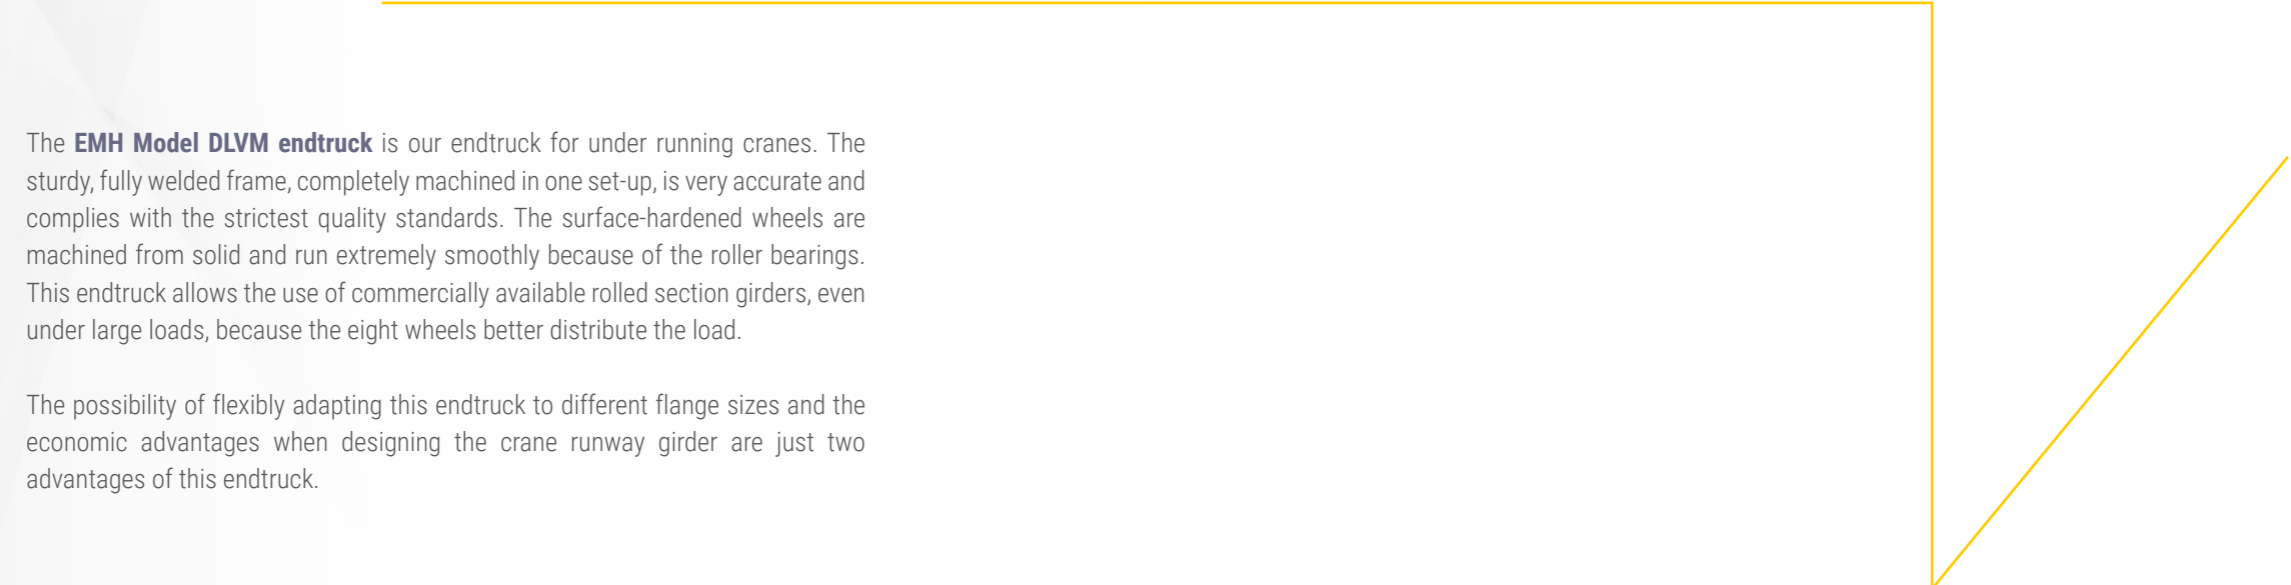 The EMH Model DLVM endtruck is our endtruck for under running cranes. The
sturdy, fully welded frame, completely machined in one set-up, is very accurate and
complies with the strictest quality standards. The surface-hardened wheels are
machined from solid and run extremely smoothly because of the roller bearings.
This endtruck allows the use of commercially available rolled section girders, even
under large loads, because the eight wheels better distribute the load.
The possibility of flexibly adapting this endtruck to different flange sizes and the
economic advantages when designing the crane runway girder are just two
advantages of this endtruck.